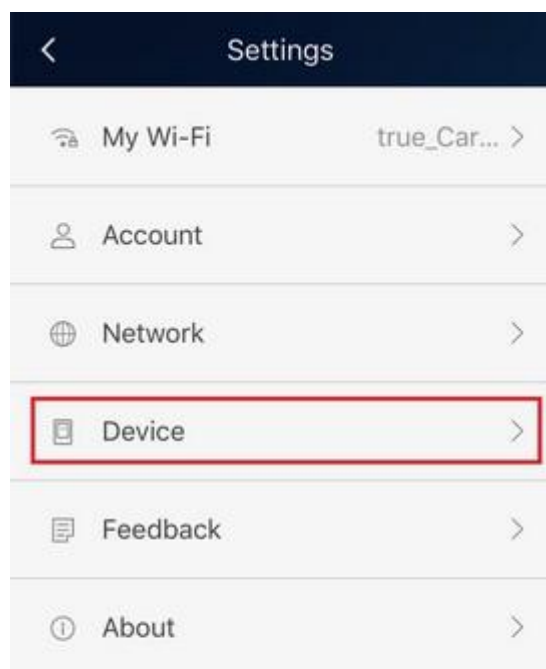 Settings
My Wi-Fi true_Car...
Account
Network
Device
Feedback
About